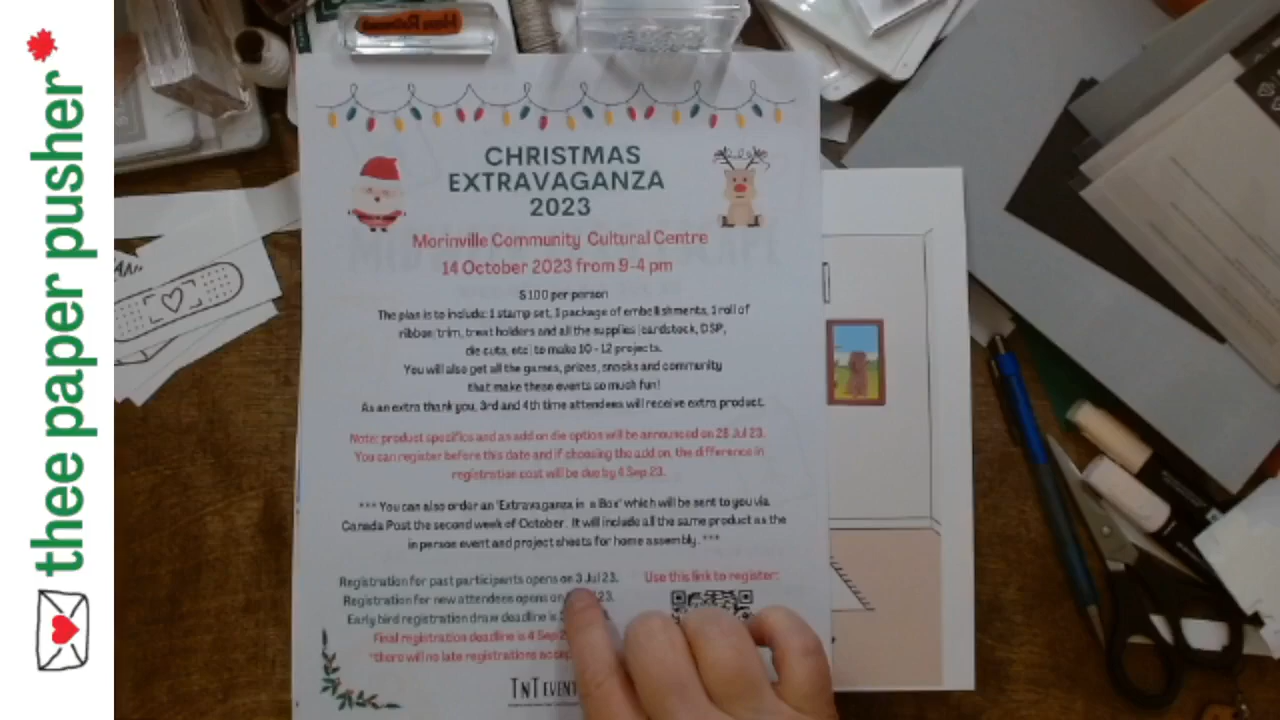 thee paper pusher
CHRISTMAS
EXTRAVAGANZA
2023
Morinville Community Cultural Centre
14 October 2023 from 9-4 pm
$100 per person
The plan is to include: 1 stamp set, 1 package of embellishments, 1 roll of
ribbon/trim, treat holders and all the supplies (cardstock, DSP,
die cuts, etc) to make 10 - 12 projects.
You will also get all the games, prizes, snacks and community
that make these events so much fun!
As an extra thank you, 3rd and 4th time attendees will receive extra product.
Note: product specifics and an add on die option will be announced on 28 Jul 23.
You can register before this date and if choosing the add on, the difference in
registration cost will be due by 4 Sep 23.
*** You can also order an 'Extravaganza in a Box' which will be sent to you via
Canada Post the second week of October. It will include all the same product as the
in person event and project sheets for home assembly. ***
Registration for past participants opens on 3 Jul 23.
Use this link to register:
Registration for new attendees opens on 23.
Early bird registration draw deadline is
Final registration deadline is 4 Sep
*there will no late registrations
TNT EVENT